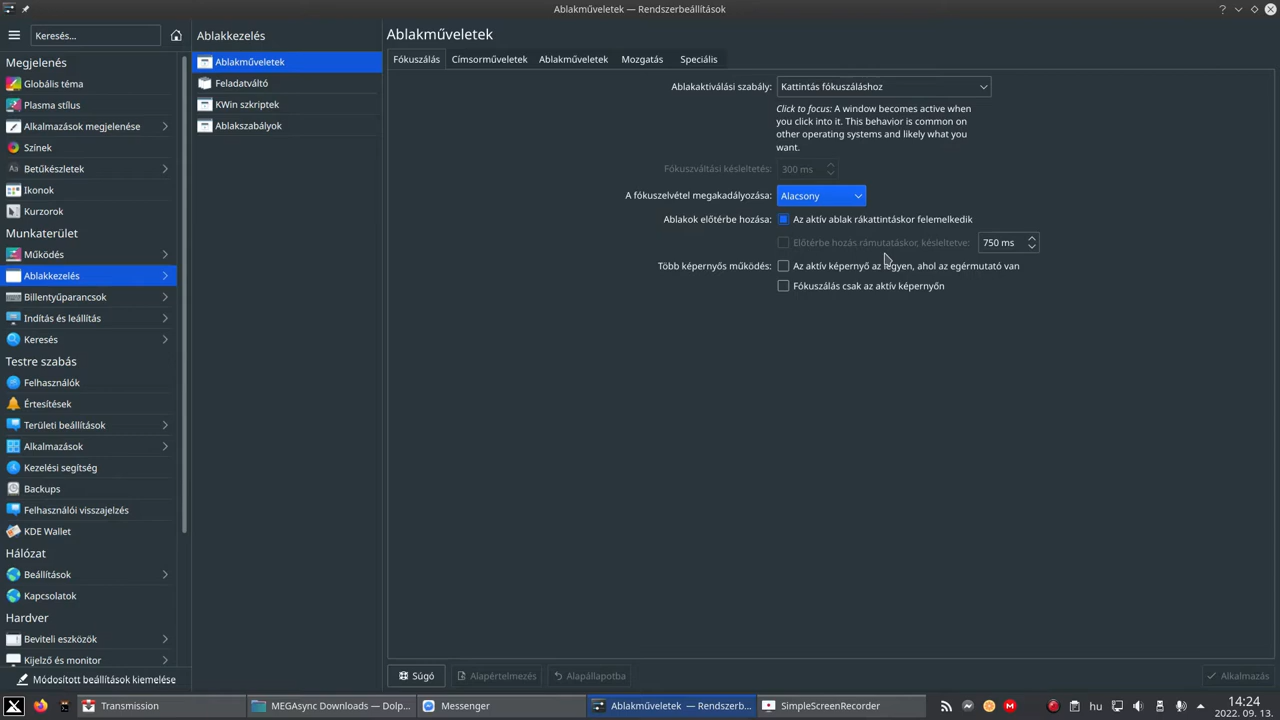 Ablakműveletek — Rendszerbeállítások
Keresés...
Megjelenés
Globális téma
Plasma stílus
Alkalmazások megjelenése
Színek
Betűkészletek
Ikonok
Kurzorok
Munkaterület
Működés
Ablakkezelés
Billentyűparancsok
Indítás és leállítás
Keresés
Testre szabás
Felhasználók
Értesítések
Területi beállítások
Alkalmazások
Kezelési segítség
Backups
Felhasználói visszajelzés
KDE Wallet
Hálózat
Beállítások
Kapcsolatok
Hardver
Beviteli eszközök
Kijelző és monitor
Módosított beállítások kiemelése
Ablakkezelés
Ablakműveletek
Feladatváltó
KWin szkriptek
Ablakszabályok
Ablakműveletek
Fókuszálás Címsorműveletek Ablakműveletek Mozgatás Speciális
Ablakaktiválási szabály: Kattintás fókuszáláshoz
Click to focus: A window becomes active when
you click into it. This behavior is common on
other operating systems and likely what you
want.
Fókuszváltási késleltetés: 300 ms
A fókuszelvétel megakadályozása: Alacsony
Ablakok előtérbe hozása: Az aktív ablak rákattintáskor felemelkedik
Előtérbe hozás rámutatáskor, késleltetve: 750 ms
Több képernyős működés: Az aktív képernyő az legyen, ahol az egérmutató van
Fókuszálás csak az aktív képernyőn
Súgó Alapértelmezés Alapállapotba Alkalmazás
Transmission MEGAsync Downloads — Dolp... Messenger Ablakműveletek — Rendszerb... SimpleScreenRecorder hu 14:24
2022. 09. 13.